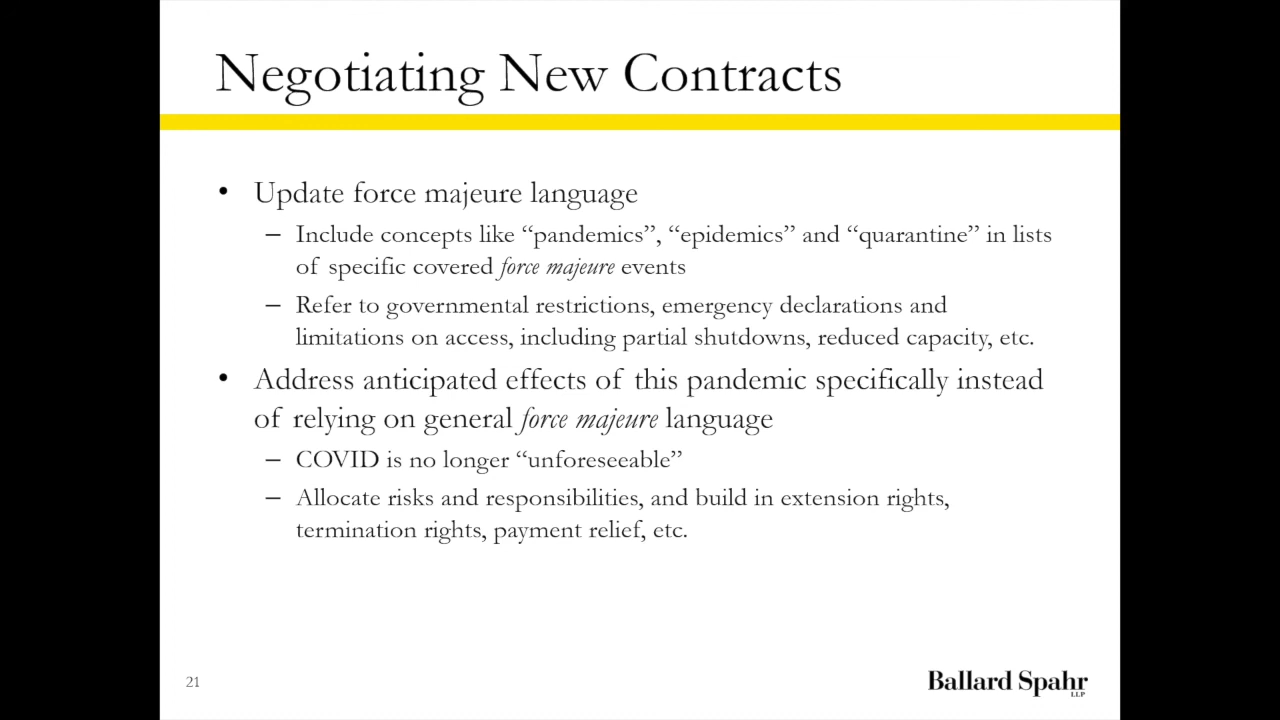 Negotiating New Contracts
• Update force majeure language
– Include concepts like “pandemics”, “epidemics” and “quarantine” in lists
of specific covered force majeure events
– Refer to governmental restrictions, emergency declarations and
limitations on access, including partial shutdowns, reduced capacity, etc.
• Address anticipated effects of this pandemic specifically instead
of relying on general force majeure language
– COVID is no longer “unforeseeable”
– Allocate risks and responsibilities, and build in extension rights,
termination rights, payment relief, etc.
21
Ballard Spahr
LLP